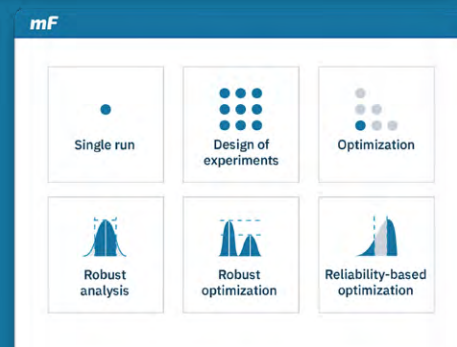 mF
Single run
Design of
experiments
Optimization
Robust
analysis
Robust
optimization
Reliability-based
optimization